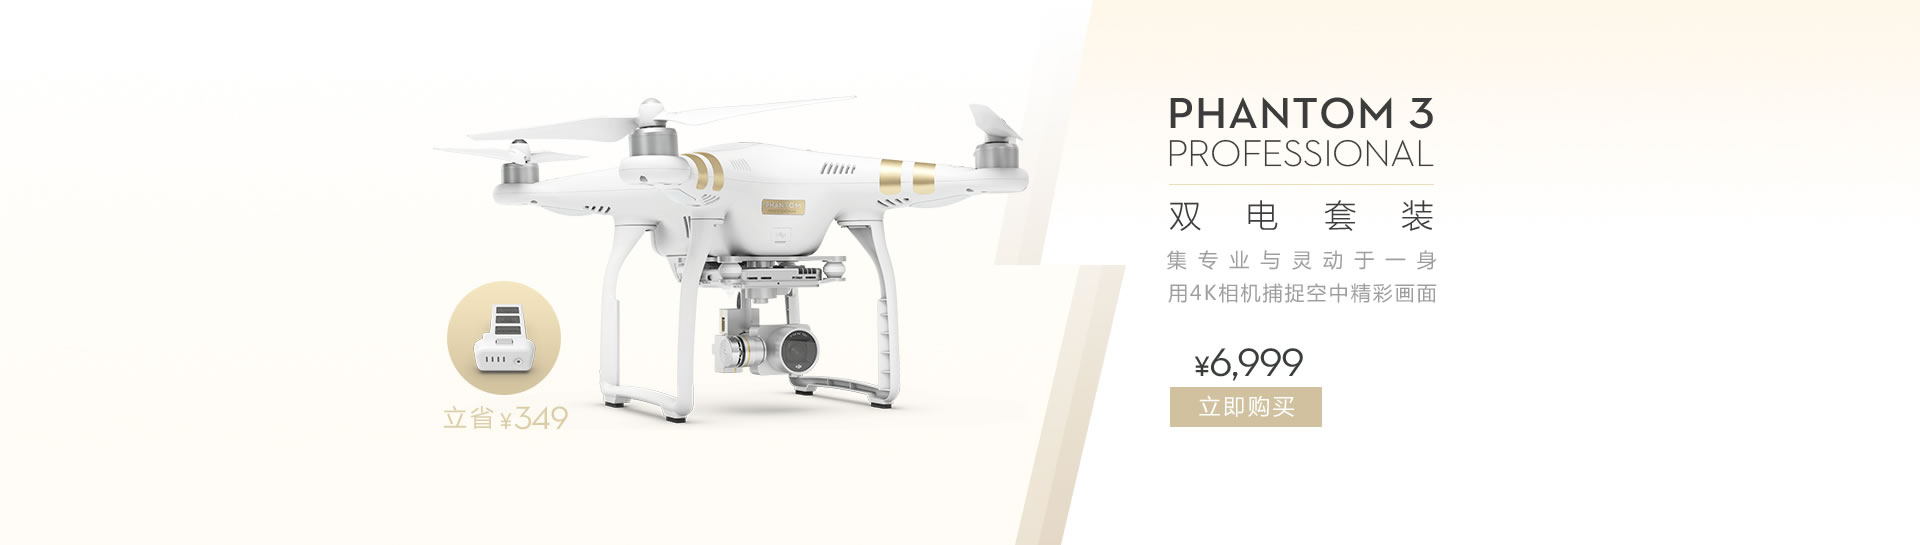 PHANTOM 3
PROFESSIONAL
双电套装
集专业与灵动于一身
用4K相机捕捉空中精彩画面
¥6,999
立即购买
PHANTOM 3
立省¥349